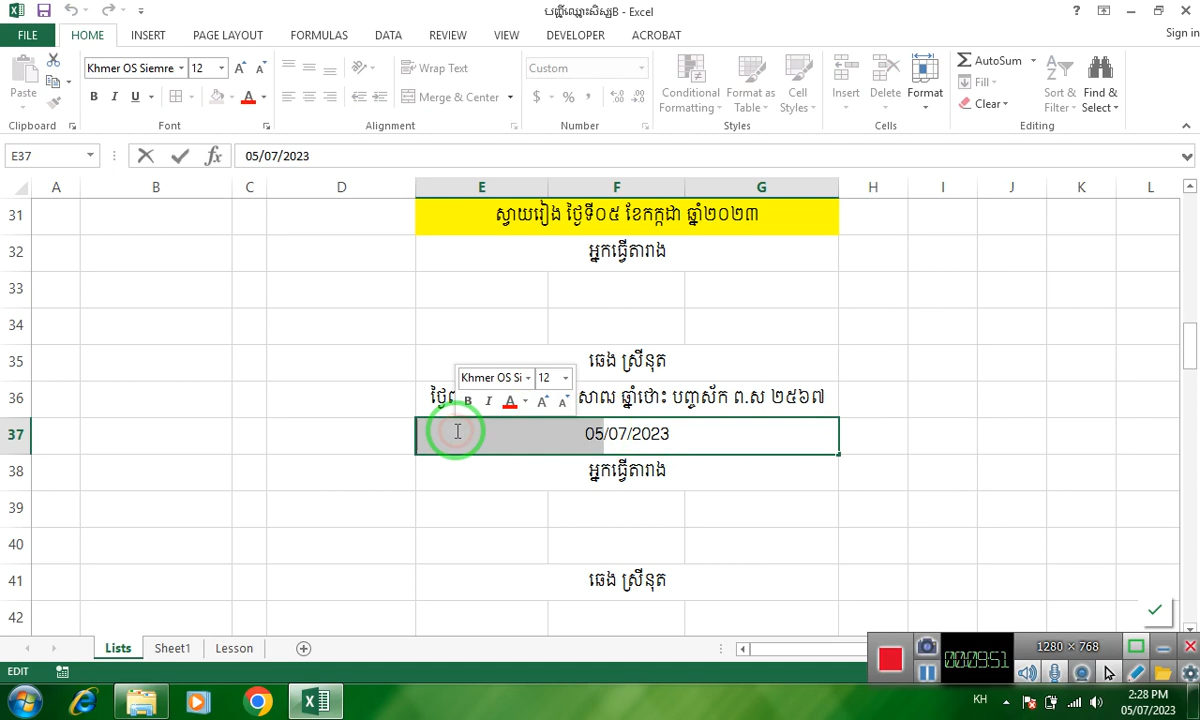 បញ្ជីឈ្មោះសិស្សB - Excel
FILE HOME INSERT PAGE LAYOUT FORMULAS DATA REVIEW VIEW DEVELOPER ACROBAT Sign in
Paste
Khmer OS Siemre 12
B I U
Wrap Text
Merge & Center
Custom
$ % ,
Conditional Formatting
Format as Table
Cell Styles
Insert Delete Format
AutoSum
Fill
Clear
Sort & Filter
Find & Select
Clipboard Font Alignment Number Styles Cells Editing
E37 fx 05/07/2023
A B C D E F G H I J K L
31 ស្វាយរៀង ថ្ងៃទី០៥ ខែកក្កដា ឆ្នាំ២០២៣
32 អ្នកធ្វើតារាង
33
34
35 ឆេង ស្រីនុត
Khmer OS Si 12
B I A
36 សាឍ ឆ្នាំថោះ បញ្ចស័ក ព.ស ២៥៦៧
37 05/07/2023
38 អ្នកធ្វើតារាង
39
40
41 ឆេង ស្រីនុត
42
Lists Sheet1 Lesson
EDIT
1280 × 768
000951
KH
2:28 PM
05/07/2023